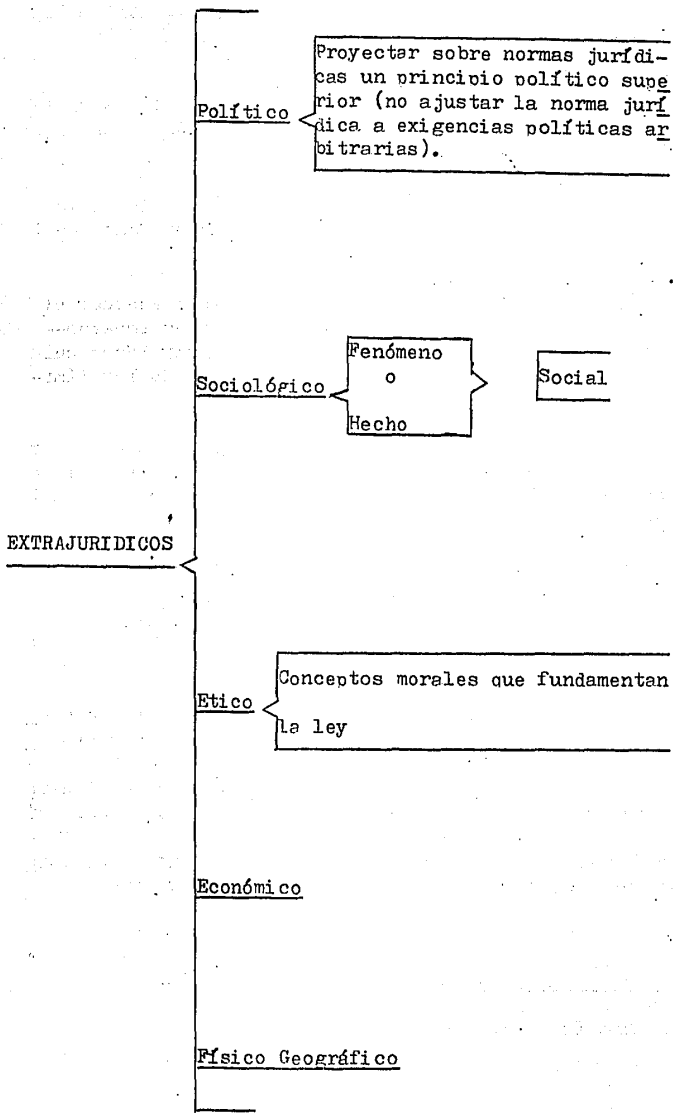 Proyectar sobre normas jurídi-
cas un principio político supe
rior (no ajustar la norma jurí
dica a exigencias políticas ar
bitrarias).
Político
Fenómeno
o
Hecho
Social
Sociológico
EXTRAJURIDICOS
Conceptos morales que fundamentan
la ley
Etico
Económico
Físico Geográfico